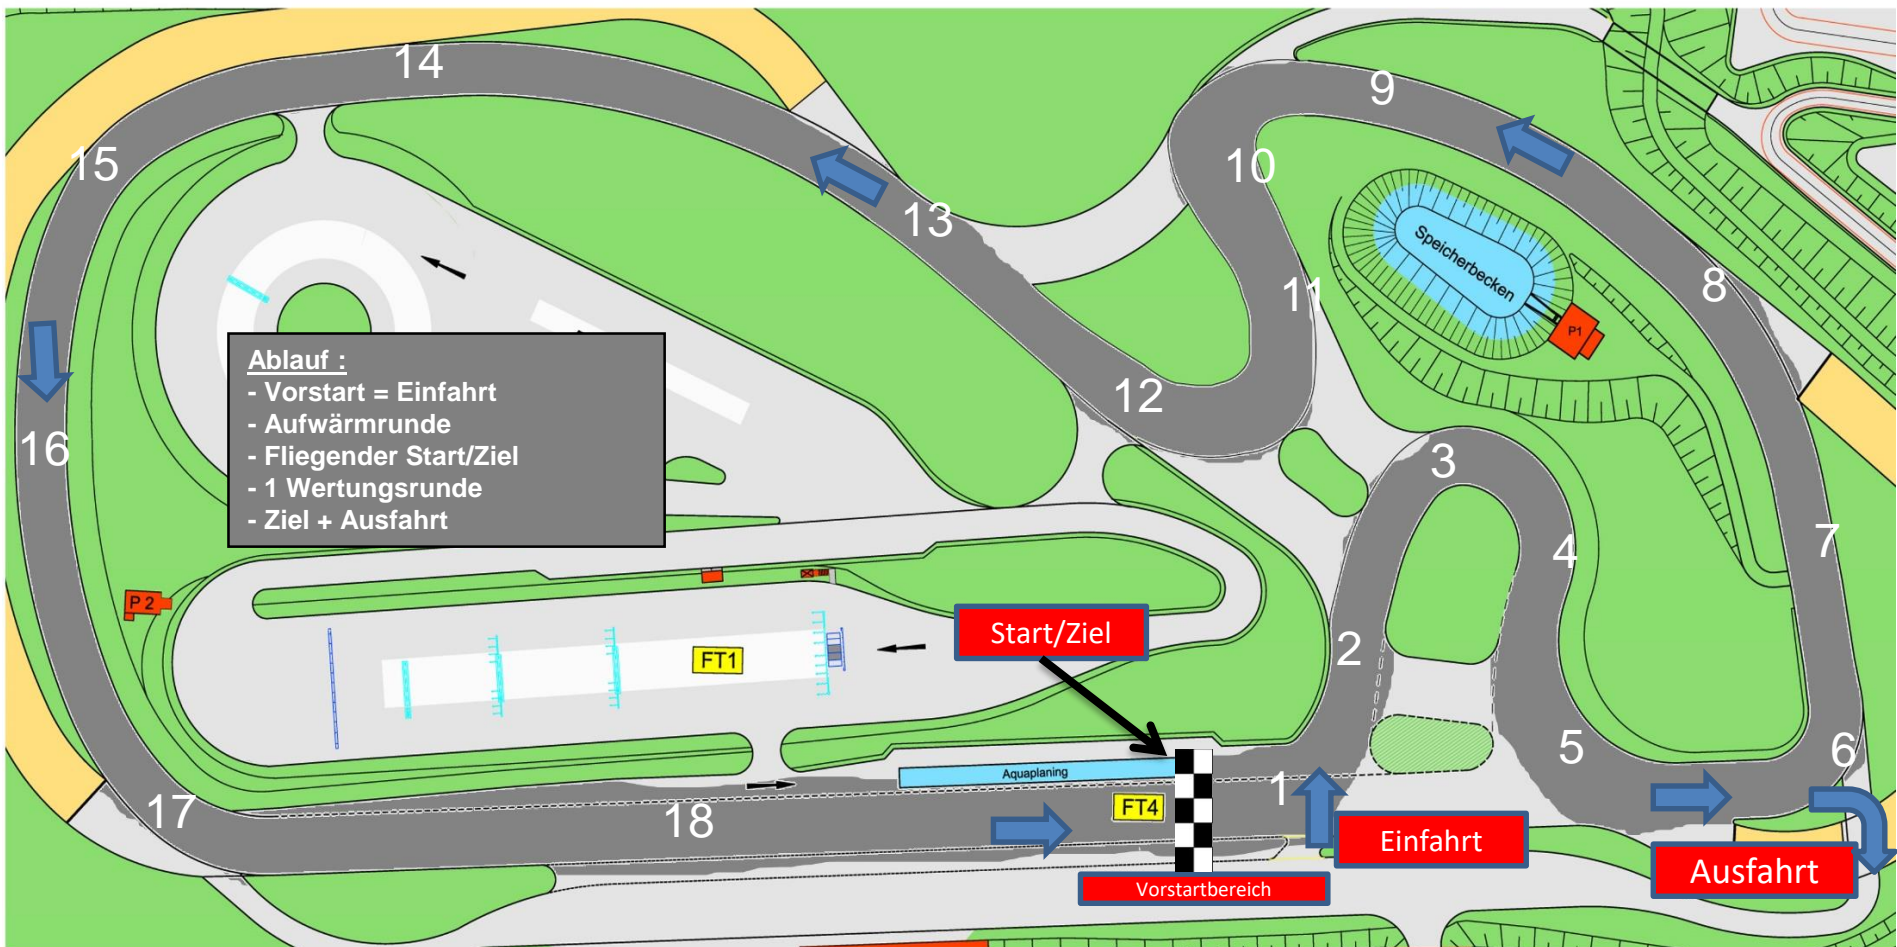 14
9
15
10
13
Speicherbecken
8
11
P1
Ablauf :
- Vorstart = Einfahrt
- Aufwärmrunde
- Fliegender Start/Ziel
- 1 Wertungsrunde
- Ziel + Ausfahrt
12
16
3
7
4
P 2
Start/Ziel
2
FT1
5
6
Aquaplaning
1
17
18
FT4
Einfahrt
Ausfahrt
Vorstartbereich